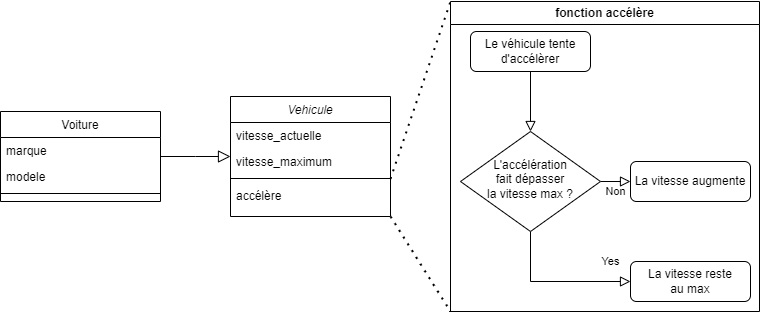 Voiture
marque
modele
Vehicule
vitesse_actuelle
vitesse_maximum
accélère
fonction accélère
Le véhicule tente
d'accélèrer
L'accélération
fait dépasser
la vitesse max ?
Non
La vitesse augmente
Yes
La vitesse reste
au max